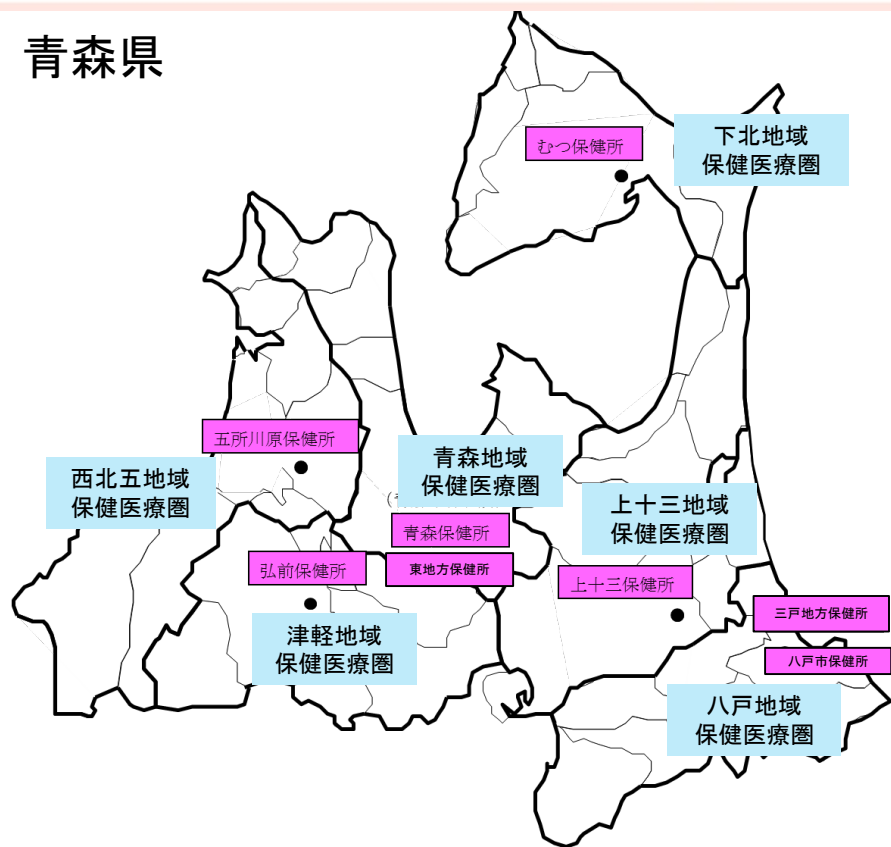 青森県
むつ保健所
下北地域
保健医療圏
五所川原保健所
西北五地域
保健医療圏
青森地域
保健医療圏
青森保健所
東地方保健所
上十三地域
保健医療圏
弘前保健所
上十三保健所
津軽地域
保健医療圏
三戸地方保健所
八戸市保健所
八戸地域
保健医療圏